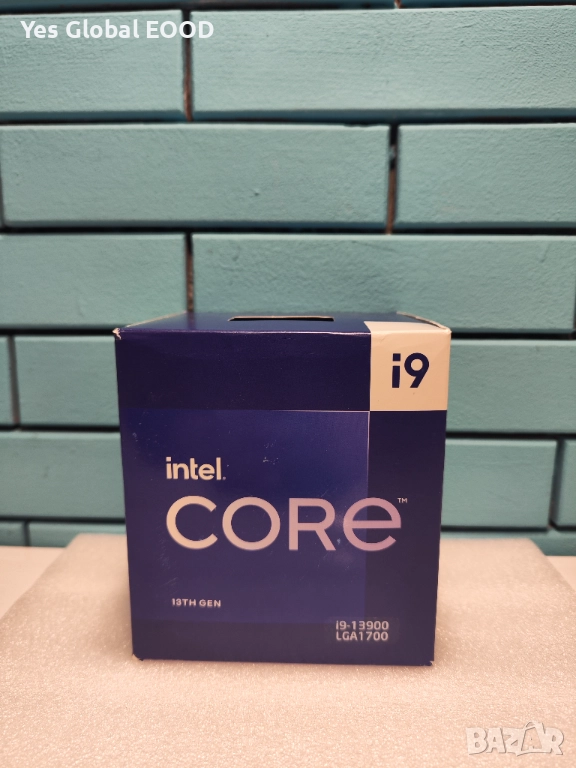 Yes Global EOOD
i9
intel.
CORE™
13TH GEN
i9-13900
LGA1700
BAZAR